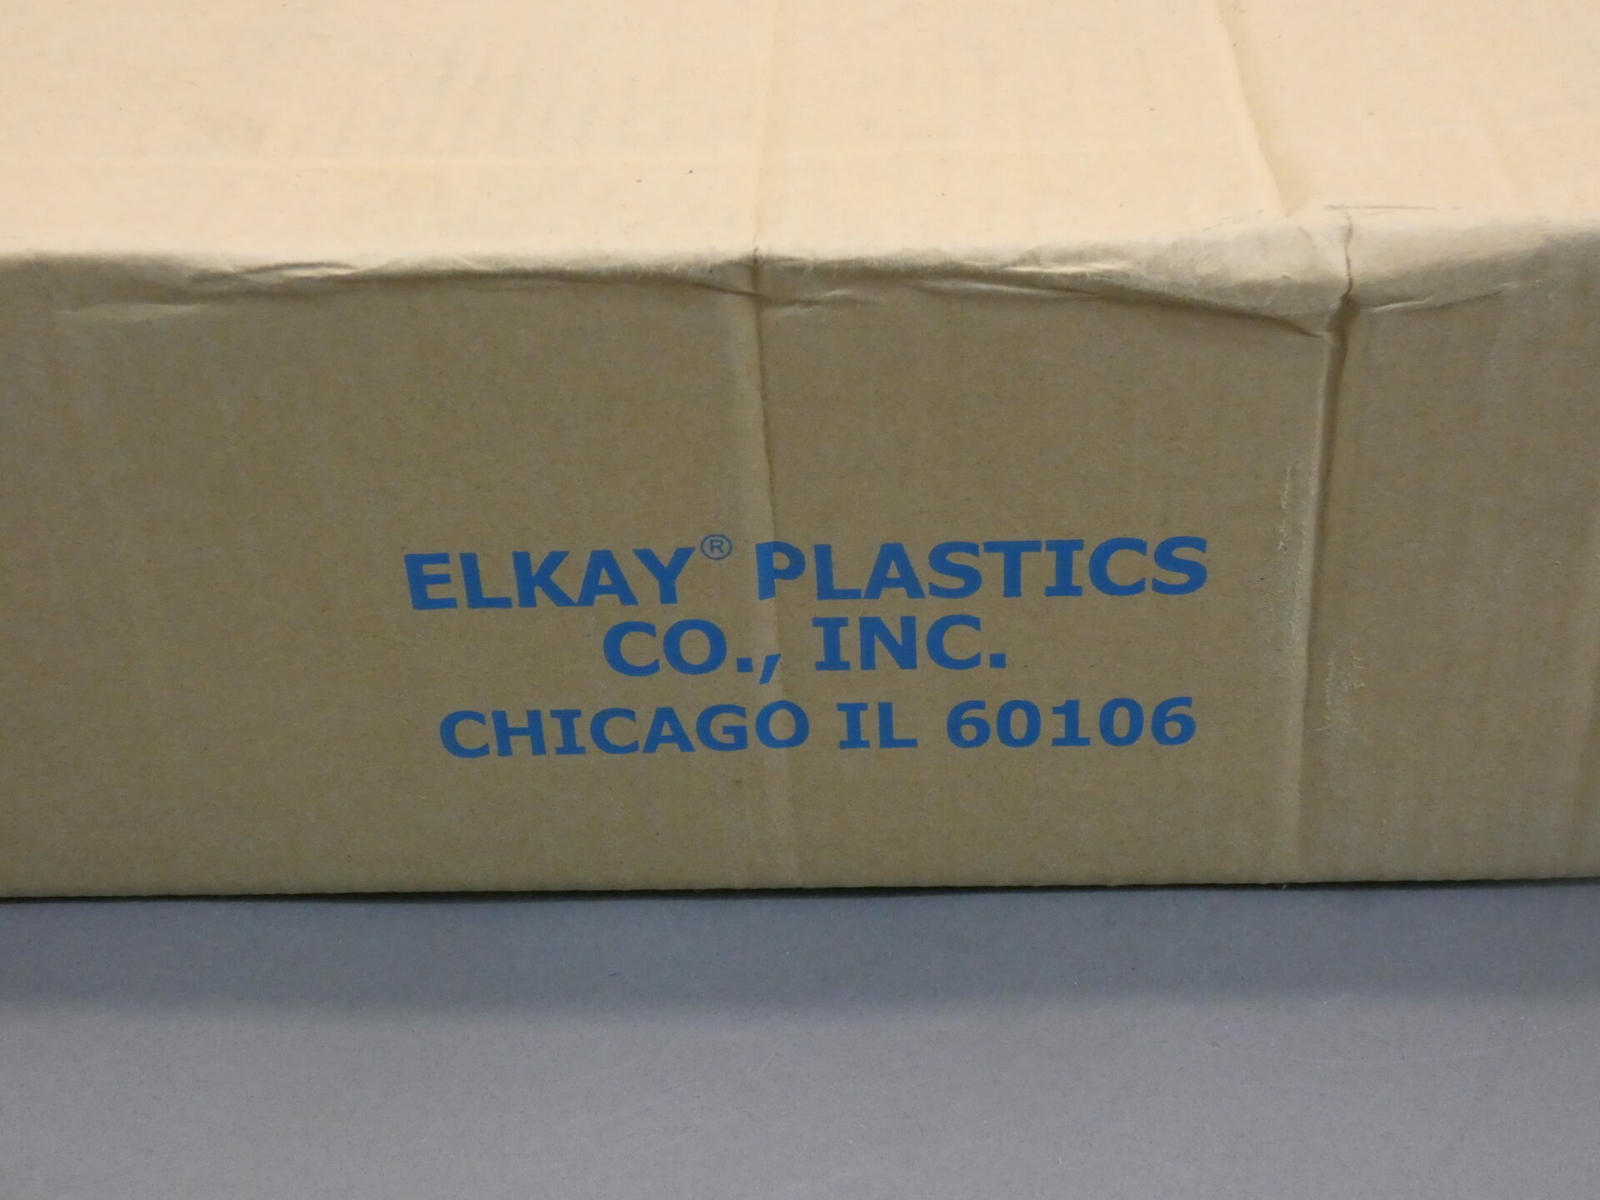 ELKAY® PLASTICS
CO., INC.
CHICAGO IL 60106